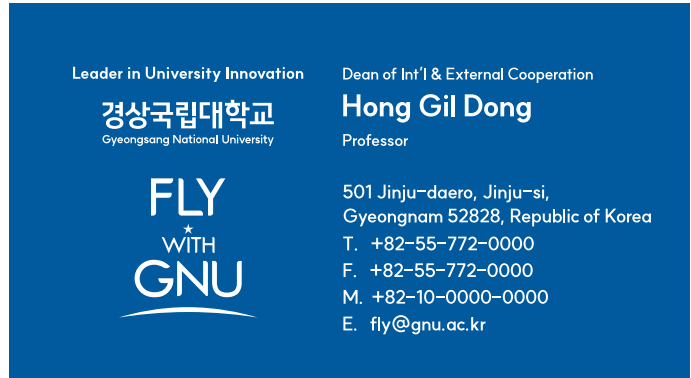 Leader in University Innovation
경상국립대학교
Gyeongsang National University
FLY
WITH
GNU
Dean of Int'l & External Cooperation
Hong Gil Dong
Professor
501 Jinju-daero, Jinju-si,
Gyeongnam 52828, Republic of Korea
T. +82-55-772-0000
F. +82-55-772-0000
M. +82-10-0000-0000
E. fly@gnu.ac.kr